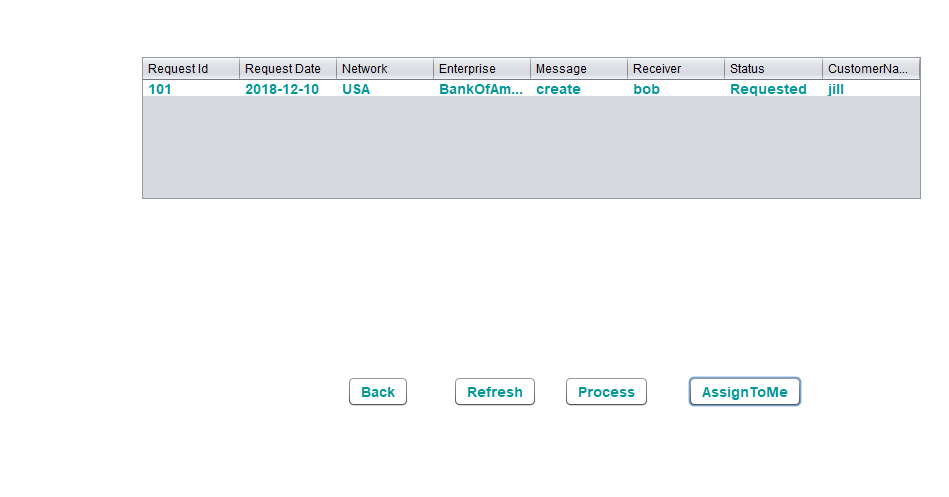 Request Id Request Date Network Enterprise Message Receiver Status CustomerNa...
101 2018-12-10 USA BankOfAm... create bob Requested jill
Back Refresh Process AssignToMe